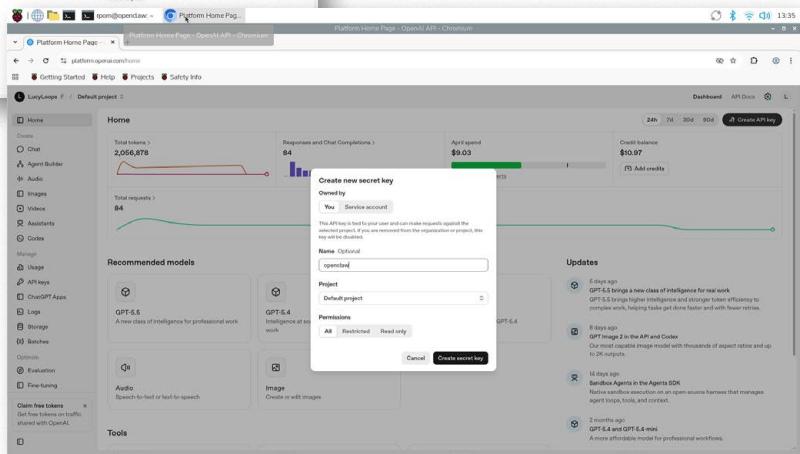 rpom@openclaw: ~
Platform Home Pag...
13:35
Platform Home Page - OpenAI API - Chromium
Platform Home Page - OpenAI API - Chromium
Platform Home Page -
platform.openai.com/home
Getting Started
Help
Projects
Safety Info
L
LucyLoops
/
Default project
Dashboard
API Docs
L
Home
Home
24h
7d
30d
90d
Create API key
Create
Chat
Agent Builder
Audio
Images
Videos
Assistants
Codex
Manage
Usage
API keys
ChatGPT Apps
Logs
Storage
Batches
Optimize
Evaluation
Fine-tuning
Claim free tokens
Get free tokens on traffic
shared with OpenAI.
Total tokens >
2,056,878
Responses and Chat Completions >
84
April spend
$9.03
Credit balance
$10.97
Add credits
Total requests >
84
Create new secret key
Owned by
You
Service account
This API key is tied to your user and can make requests against the
selected project. If you are removed from the organization or project, this
key will be disabled.
Name Optional
openclaw
Project
Default project
Permissions
All
Restricted
Read only
Cancel
Create secret key
Recommended models
GPT-5.5
A new class of intelligence for professional work
GPT-5.4
Intelligence at
GPT-5.4
Audio
Speech-to-text or text-to-speech
Image
Create or edit images
Tools
Updates
5 days ago
GPT-5.5 brings a new class of intelligence for real work
GPT-5.5 brings higher intelligence and stronger token efficiency to
complex work, helping tasks get done faster and with fewer retries.
8 days ago
GPT Image 2 in the API and Codex
Our most capable image model with thousands of aspect ratios and up
to 2K outputs.
14 days ago
Sandbox Agents in the Agents SDK
Native sandbox execution on an open-source harness that manages
agent loops, tools, and context.
2 months ago
GPT-5.4 and GPT-5.4-mini
A more affordable model for professional workflows.